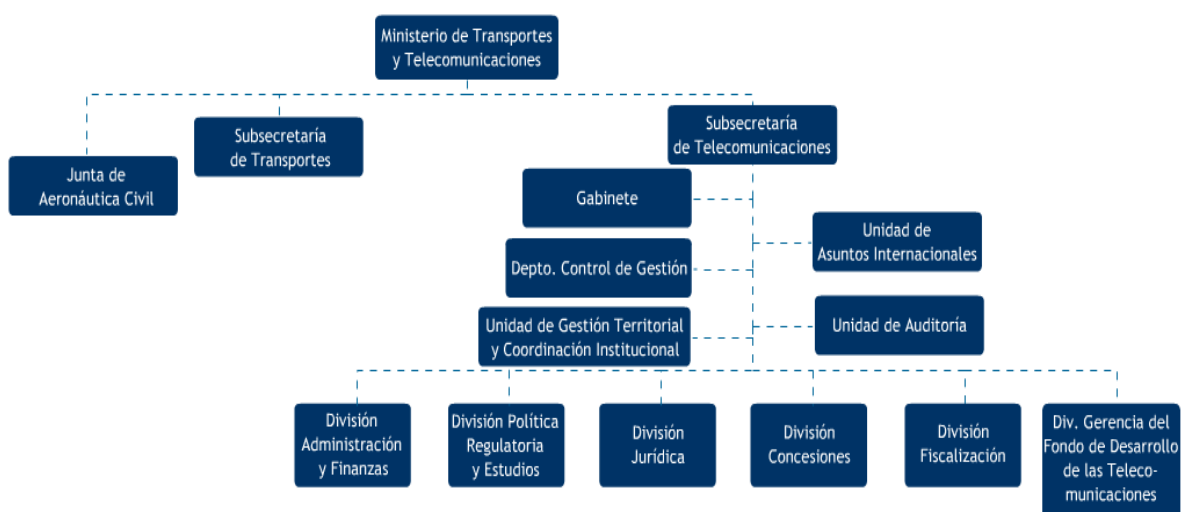 Ministerio de Transportes
y Telecomunicaciones
Junta de
Aeronáutica Civil
Subsecretaría
de Transportes
Subsecretaría
de Telecomunicaciones
Gabinete
Unidad de
Asuntos Internacionales
Depto. Control de Gestión
Unidad de Gestión Territorial
y Coordinación Institucional
Unidad de Auditoría
División
Administración
y Finanzas
División Política
Regulatoria
y Estudios
División
Jurídica
División
Concesiones
División
Fiscalización
Div. Gerencia del
Fondo de Desarrollo
de las Teleco-
municaciones